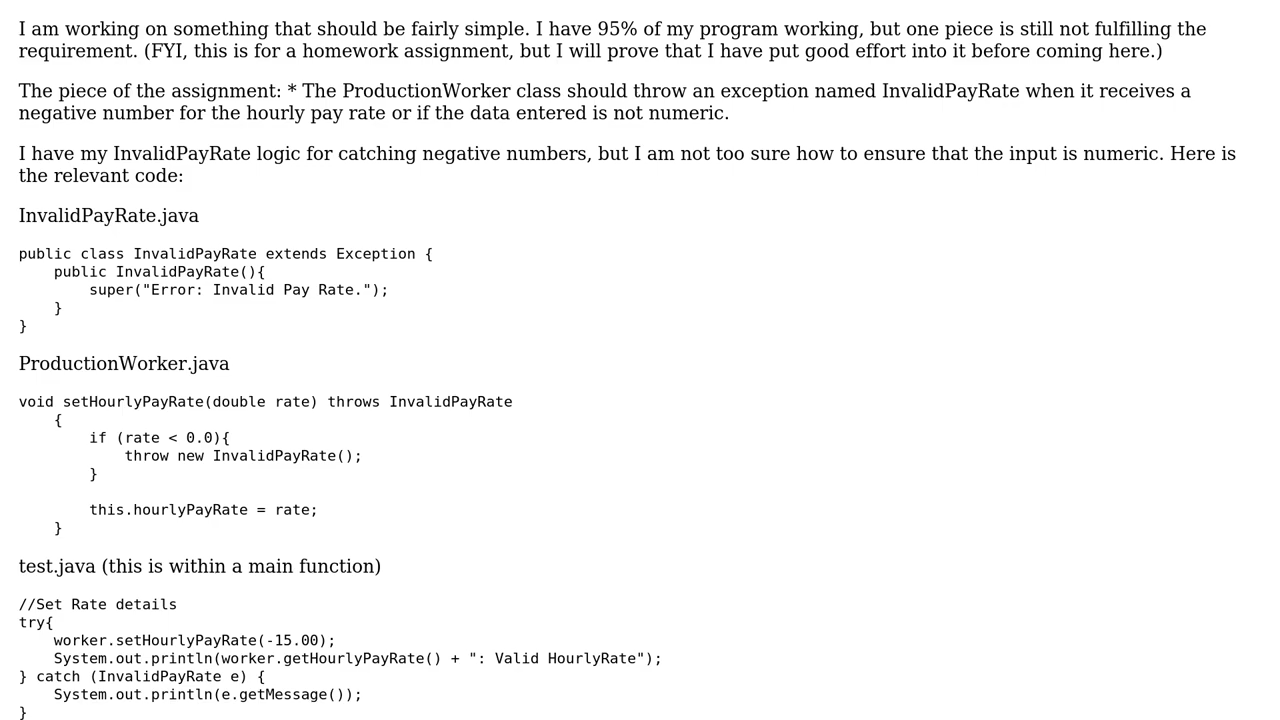 I am working on something that should be fairly simple. I have 95% of my program working, but one piece is still not fulfilling the
requirement. (FYI, this is for a homework assignment, but I will prove that I have put good effort into it before coming here.)
The piece of the assignment: * The ProductionWorker class should throw an exception named InvalidPayRate when it receives a
negative number for the hourly pay rate or if the data entered is not numeric.
I have my InvalidPayRate logic for catching negative numbers, but I am not too sure how to ensure that the input is numeric. Here is
the relevant code:
InvalidPayRate.java
public class InvalidPayRate extends Exception {
    public InvalidPayRate(){
        super("Error: Invalid Pay Rate.");
    }
}
ProductionWorker.java
void setHourlyPayRate(double rate) throws InvalidPayRate
    {
        if (rate < 0.0){
            throw new InvalidPayRate();
        }
        this.hourlyPayRate = rate;
    }
test.java (this is within a main function)
//Set Rate details
try{
    worker.setHourlyPayRate(-15.00);
    System.out.println(worker.getHourlyPayRate() + ": Valid HourlyRate");
} catch (InvalidPayRate e) {
    System.out.println(e.getMessage());
}